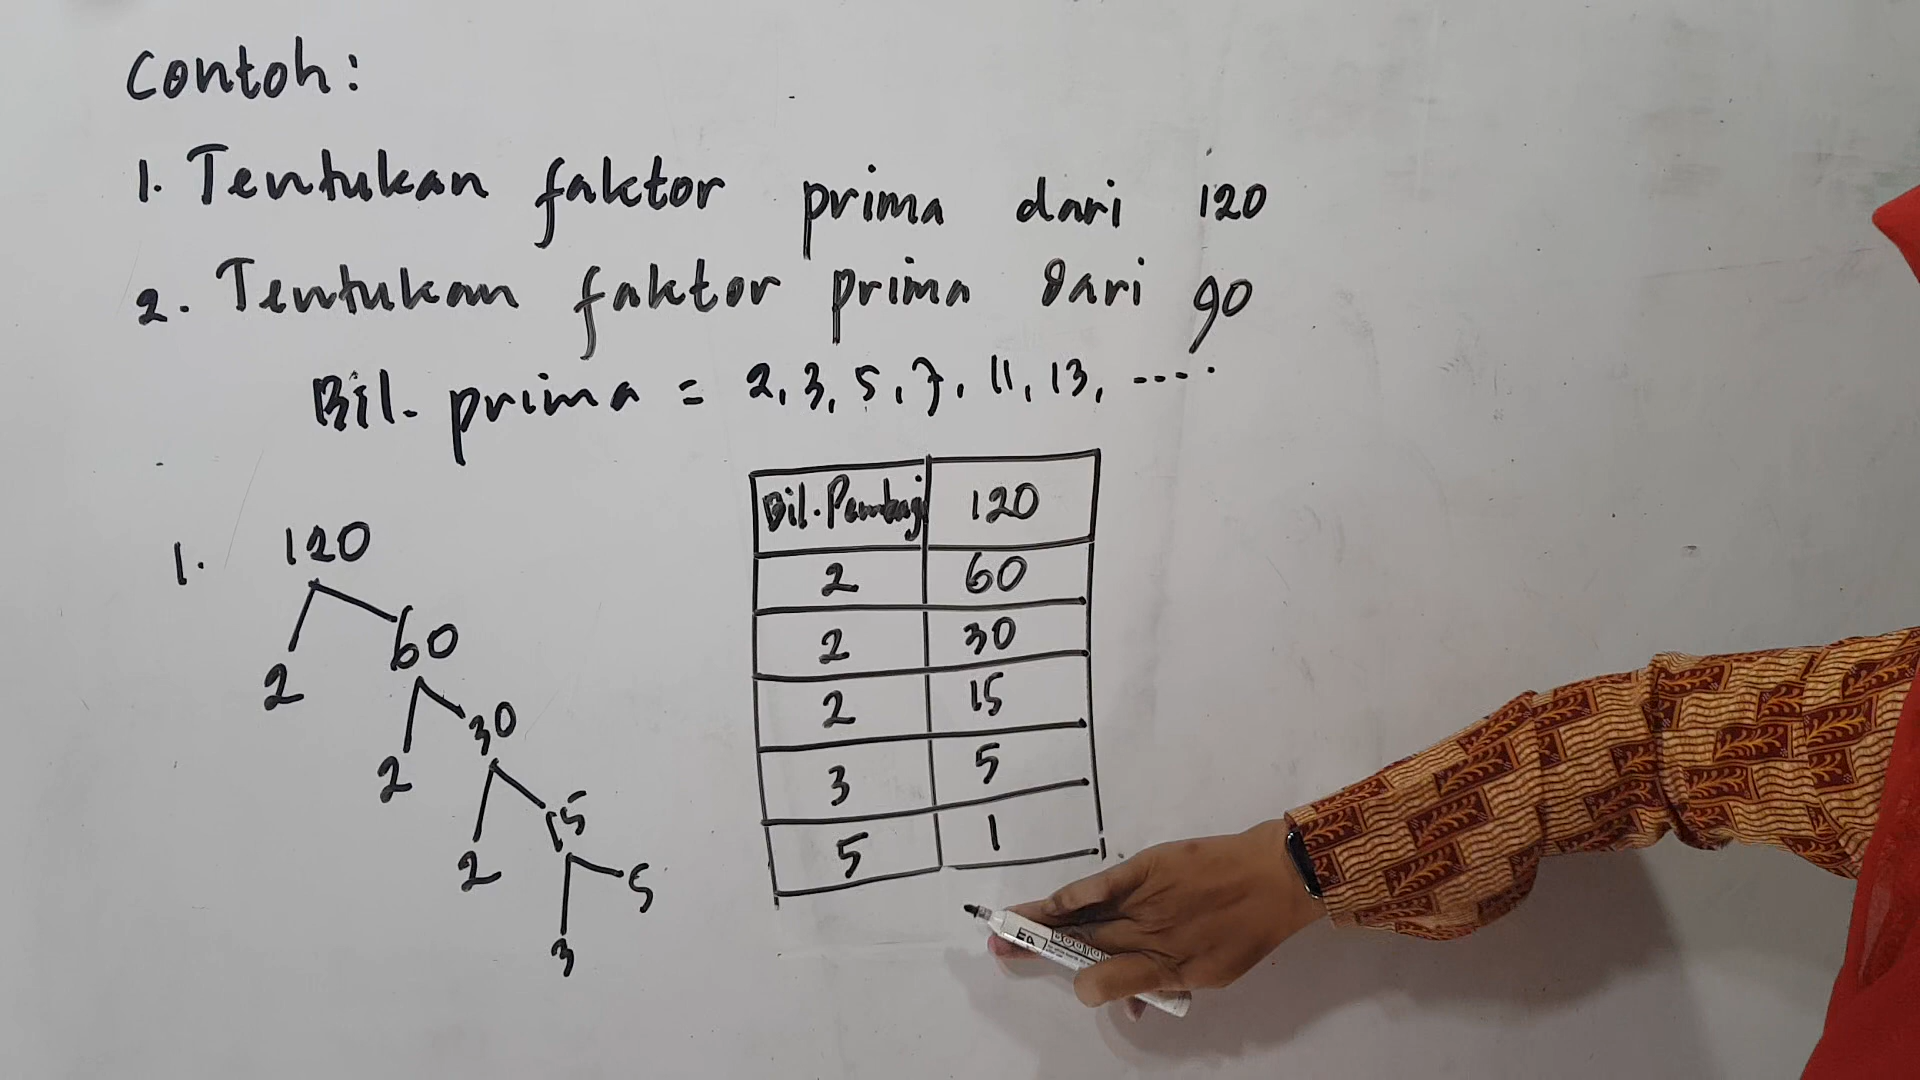 Contoh:
1. Tentukan faktor prima dari 120
2. Tentukan faktor prima dari 90
Bil. prima = 2, 3, 5, 7, 11, 13, .....
1. 120
2 60
2 30
2 15
3 5
Bil. Pembagi 120
2 60
2 30
2 15
3 5
5 1